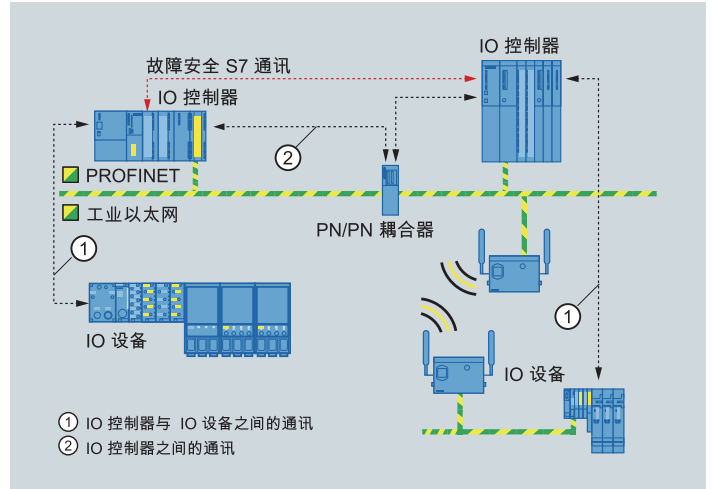 IO 控制器
故障安全 S7 通讯
IO 控制器
②
PROFINET
工业以太网
PN/PN 耦合器
①
①
IO 设备
IO 设备
① IO 控制器与 IO 设备之间的通讯
② IO 控制器之间的通讯